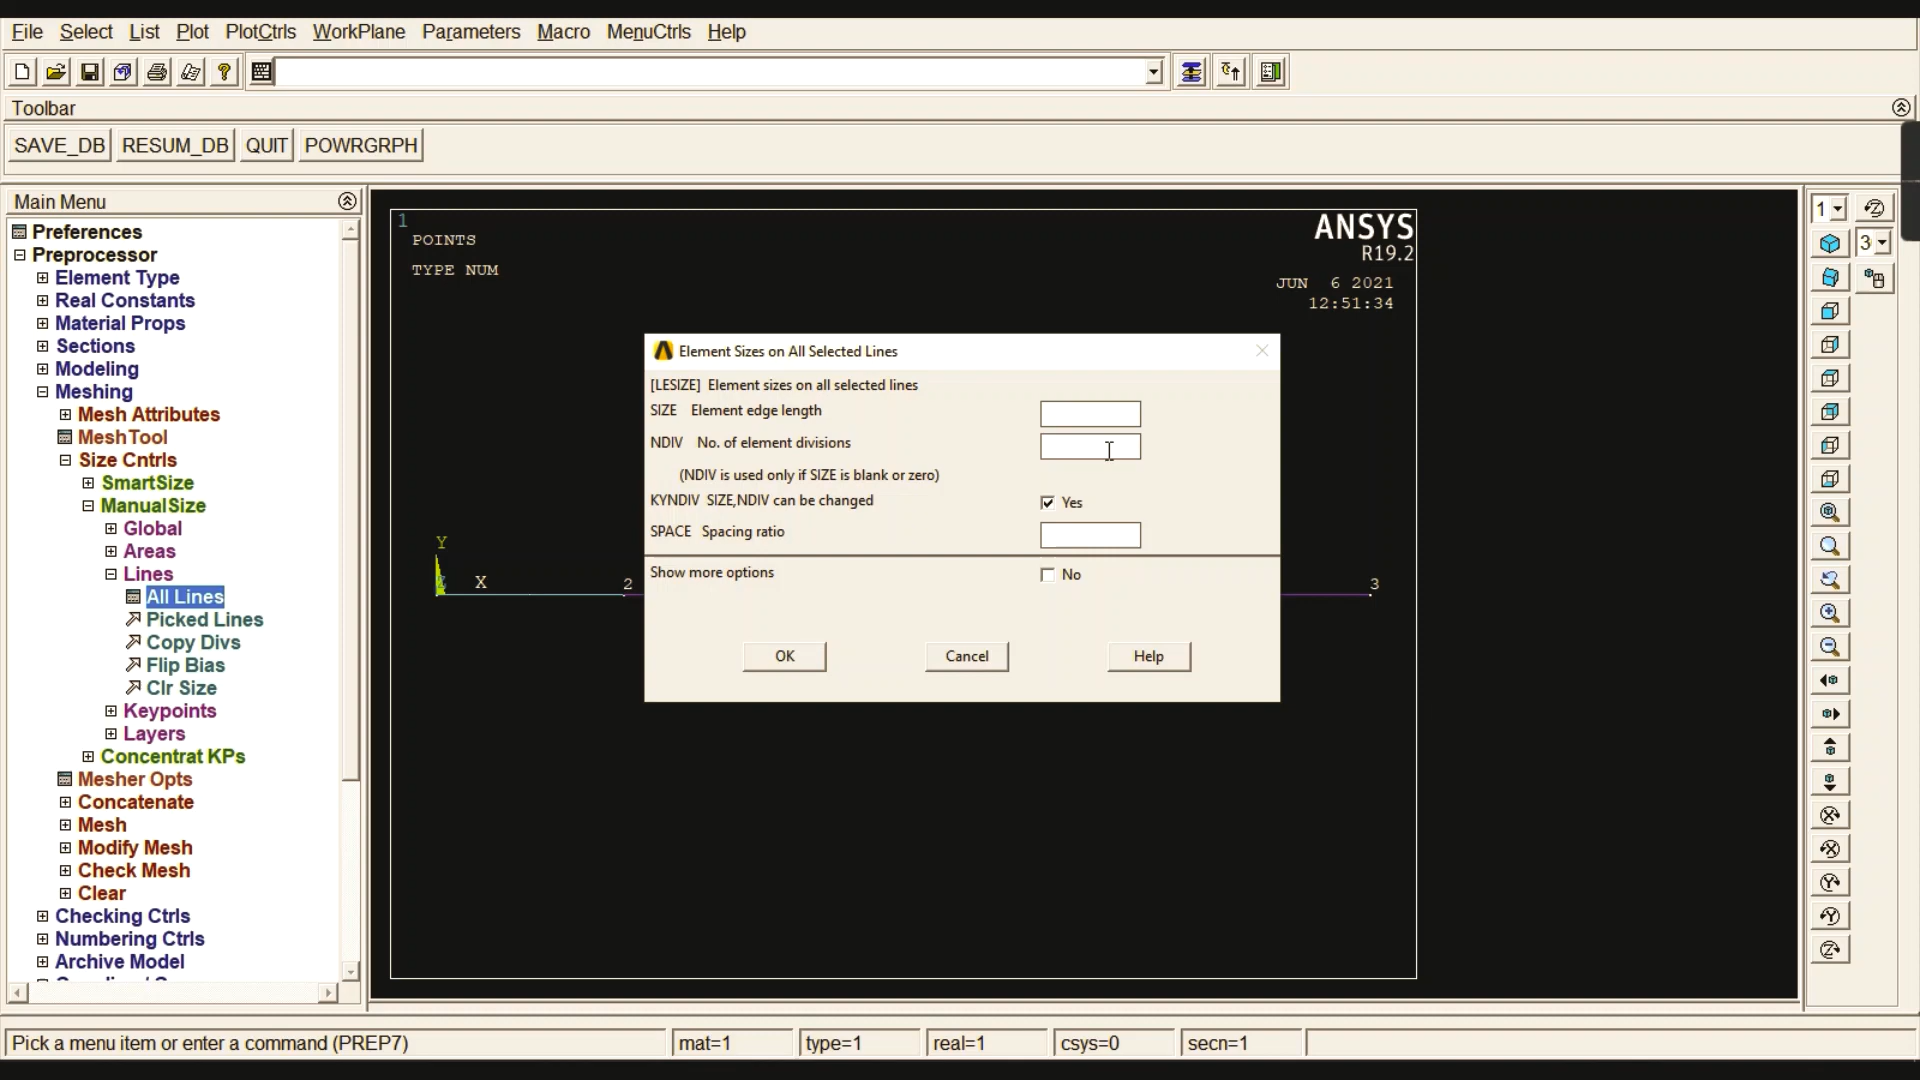 File Select List Plot PlotCtrls WorkPlane Parameters Macro MenuCtrls Help
Toolbar
SAVE_DB RESUM_DB QUIT POWRGRPH
Main Menu
Preferences
Preprocessor
Element Type
Real Constants
Material Props
Sections
Modeling
Meshing
Mesh Attributes
MeshTool
Size Cntrls
SmartSize
ManualSize
Global
Areas
Lines
All Lines
Picked Lines
Copy Divs
Flip Bias
Clr Size
Keypoints
Layers
Concentrat KPs
Mesher Opts
Concatenate
Mesh
Modify Mesh
Check Mesh
Clear
Checking Ctrls
Numbering Ctrls
Archive Model
1
POINTS
TYPE NUM
ANSYS
R19.2
JUN 6 2021
12:51:34
Element Sizes on All Selected Lines
[LESIZE] Element sizes on all selected lines
SIZE Element edge length
NDIV No. of element divisions
(NDIV is used only if SIZE is blank or zero)
KYNDIV SIZE,NDIV can be changed
Yes
SPACE Spacing ratio
Show more options
No
OK Cancel Help
Y
X 2 3
1
3
Pick a menu item or enter a command (PREP7) mat=1 type=1 real=1 csys=0 secn=1